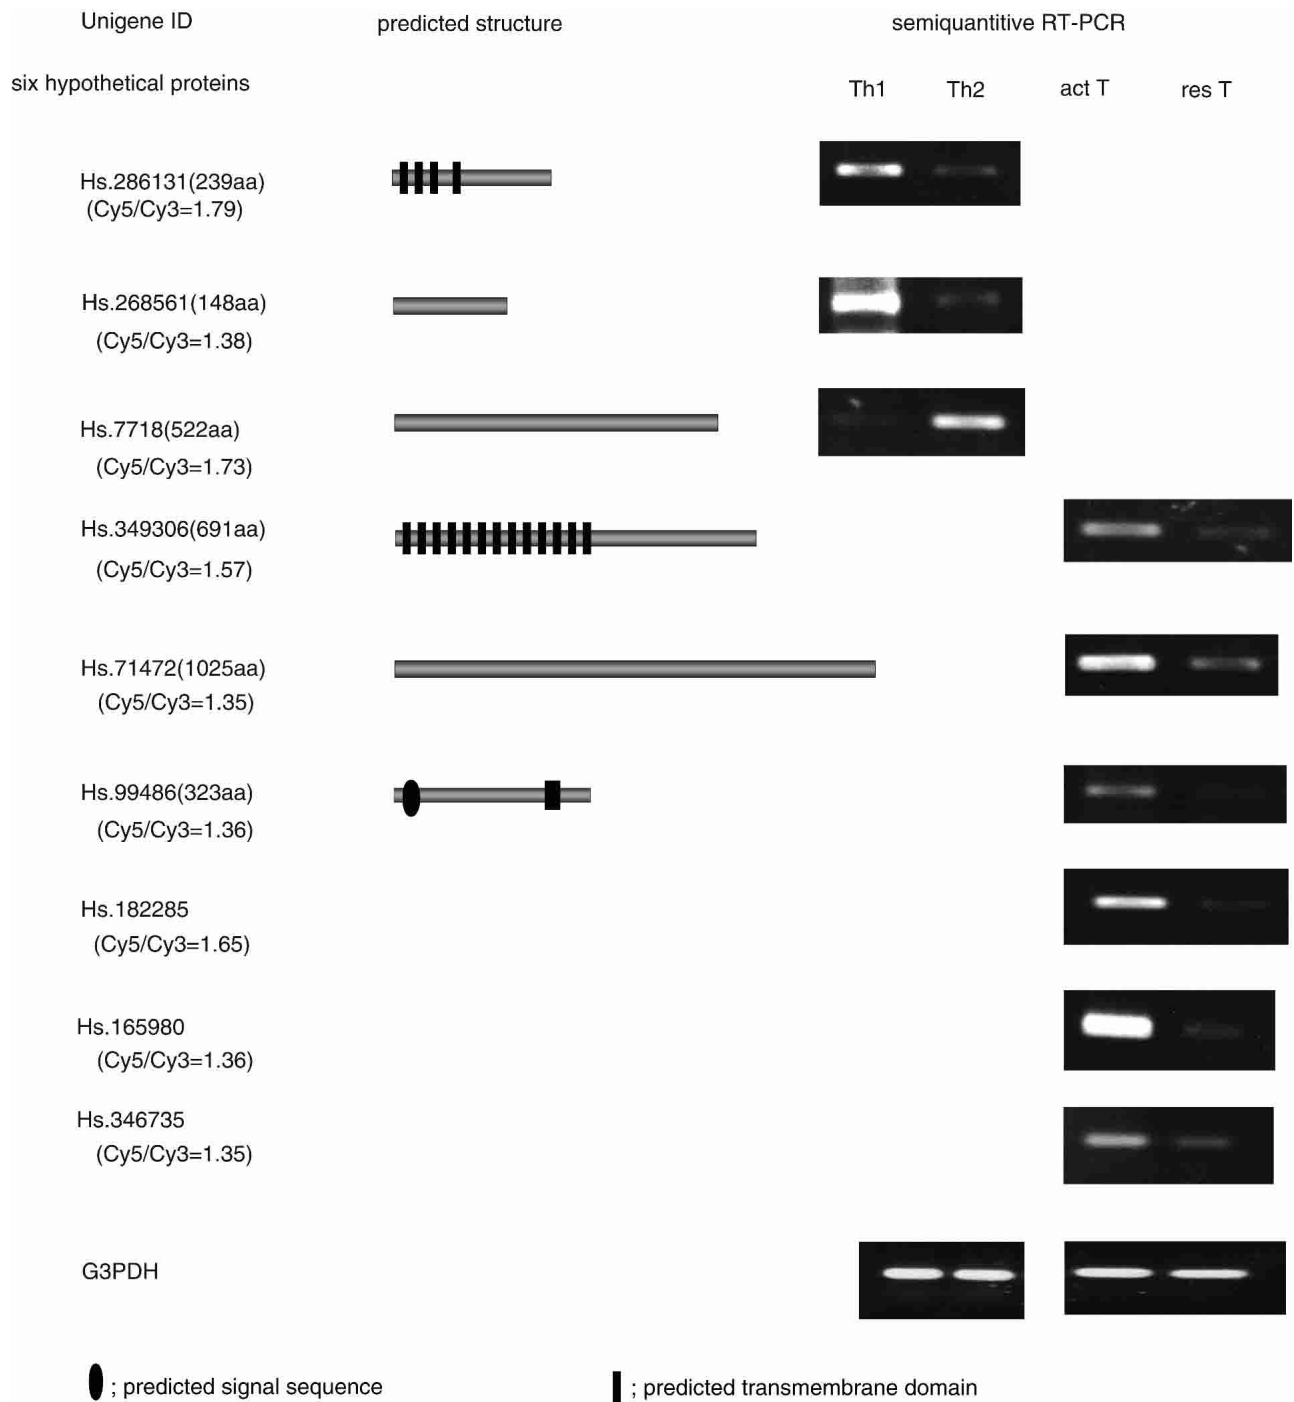 Unigene ID predicted structure semiquantitive RT-PCR
six hypothetical proteins
Th1 Th2 act T res T
Hs.286131(239aa)
(Cy5/Cy3=1.79)
Hs.268561(148aa)
(Cy5/Cy3=1.38)
Hs.7718(522aa)
(Cy5/Cy3=1.73)
Hs.349306(691aa)
(Cy5/Cy3=1.57)
Hs.71472(1025aa)
(Cy5/Cy3=1.35)
Hs.99486(323aa)
(Cy5/Cy3=1.36)
Hs.182285
(Cy5/Cy3=1.65)
Hs.165980
(Cy5/Cy3=1.36)
Hs.346735
(Cy5/Cy3=1.35)
G3PDH
; predicted signal sequence ; predicted transmembrane domain